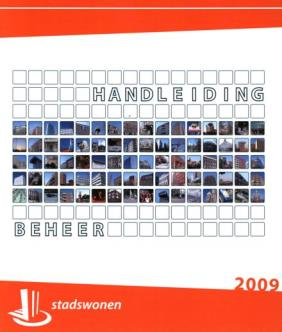 HANDLEIDING
BEHEER
2009
stadswonen